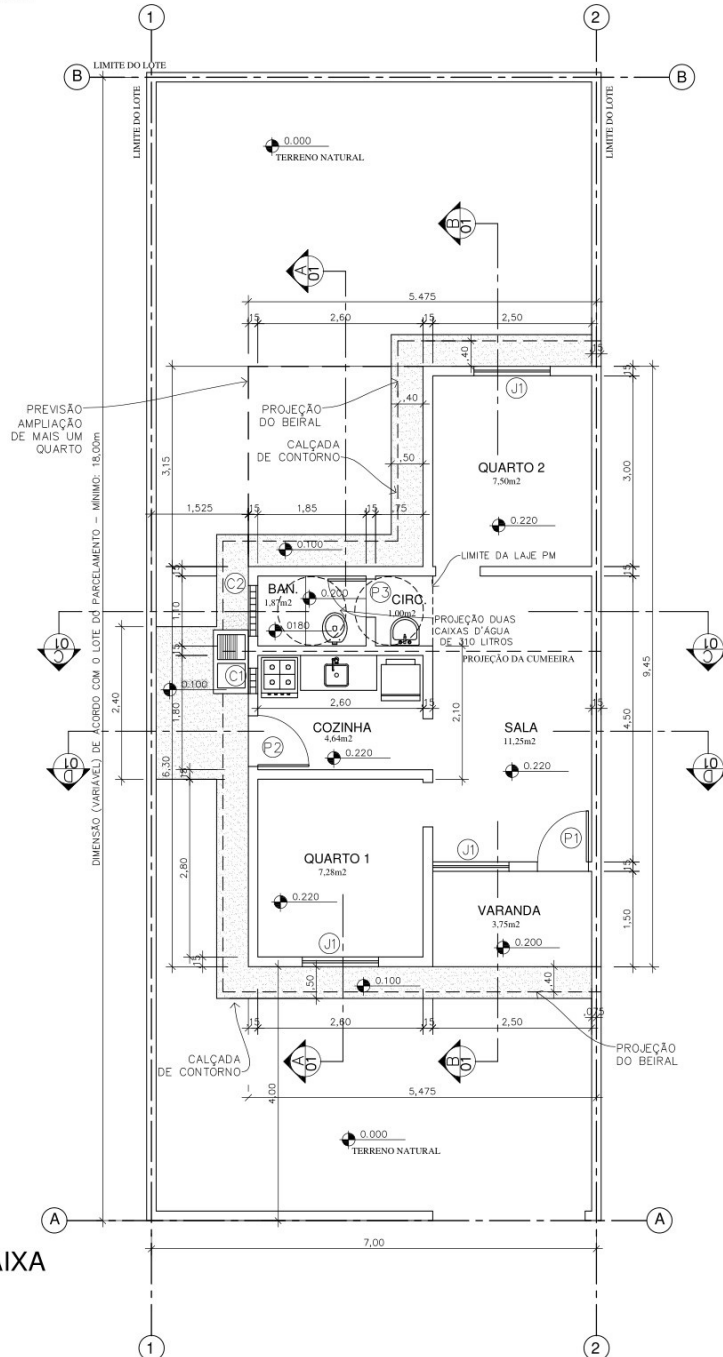 1
2
LIMITE DO LOTE
B
B
LIMITE DO LOTE
LIMITE DO LOTE
0.000
TERRENO NATURAL
B
01
A
01
5.475
15
2,60
15
2,50
,40
15
15
J1
PREVISÃO
AMPLIAÇÃO
DE MAIS UM
QUARTO
PROJEÇÃO
DO BEIRAL
,40
CALÇADA
DE CONTORNO
,50
3,15
QUARTO 2
7,50m2
3,00
1,525
15
1,85
15
,75
0.220
0.100
LIMITE DA LAJE PM
15
15
C2
BAN.
1,87m2
0.200
P3
CIRC.
1,00m2
1,10
0180
PROJEÇÃO DUAS
CAIXAS D'ÁGUA
DE 310 LITROS
C
01
C
01
15
PROJEÇÃO DA CUMEEIRA
9,45
C1
0.100
2,60
15
15
2,40
1,80
COZINHA
4,64m2
2,10
SALA
11,25m2
4,50
P2
0.220
0.220
D
01
D
01
6,30
15
DIMENSÃO (VARIÁVEL) DE ACORDO COM O LOTE DO PARCELAMENTO – MÍNIMO: 18,00m
P1
J1
2,80
QUARTO 1
7,28m2
15
0.220
VARANDA
3,75m2
1,50
J1
0.200
15
,50
0.100
,40
,075
15
2,60
15
2,50
CALÇADA
DE CONTORNO
A
01
B
01
PROJEÇÃO
DO BEIRAL
4,00
5,475
0.000
TERRENO NATURAL
A
A
7,00
AIXA
1
2